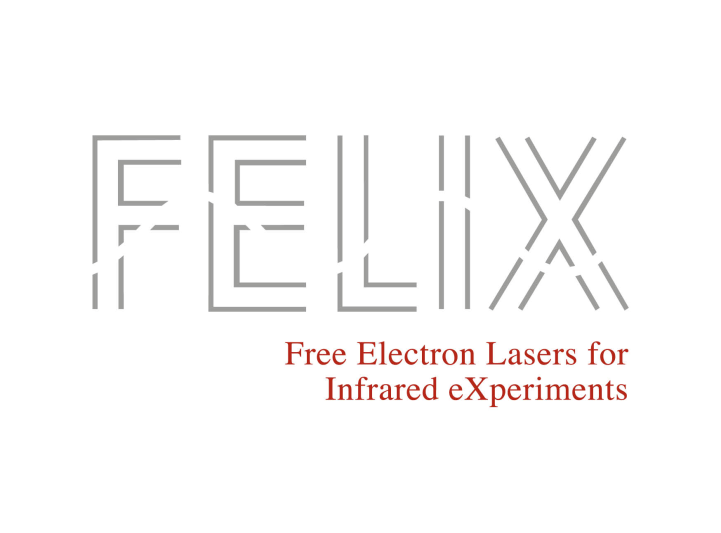 FELIX
Free Electron Lasers for
Infrared eXperiments